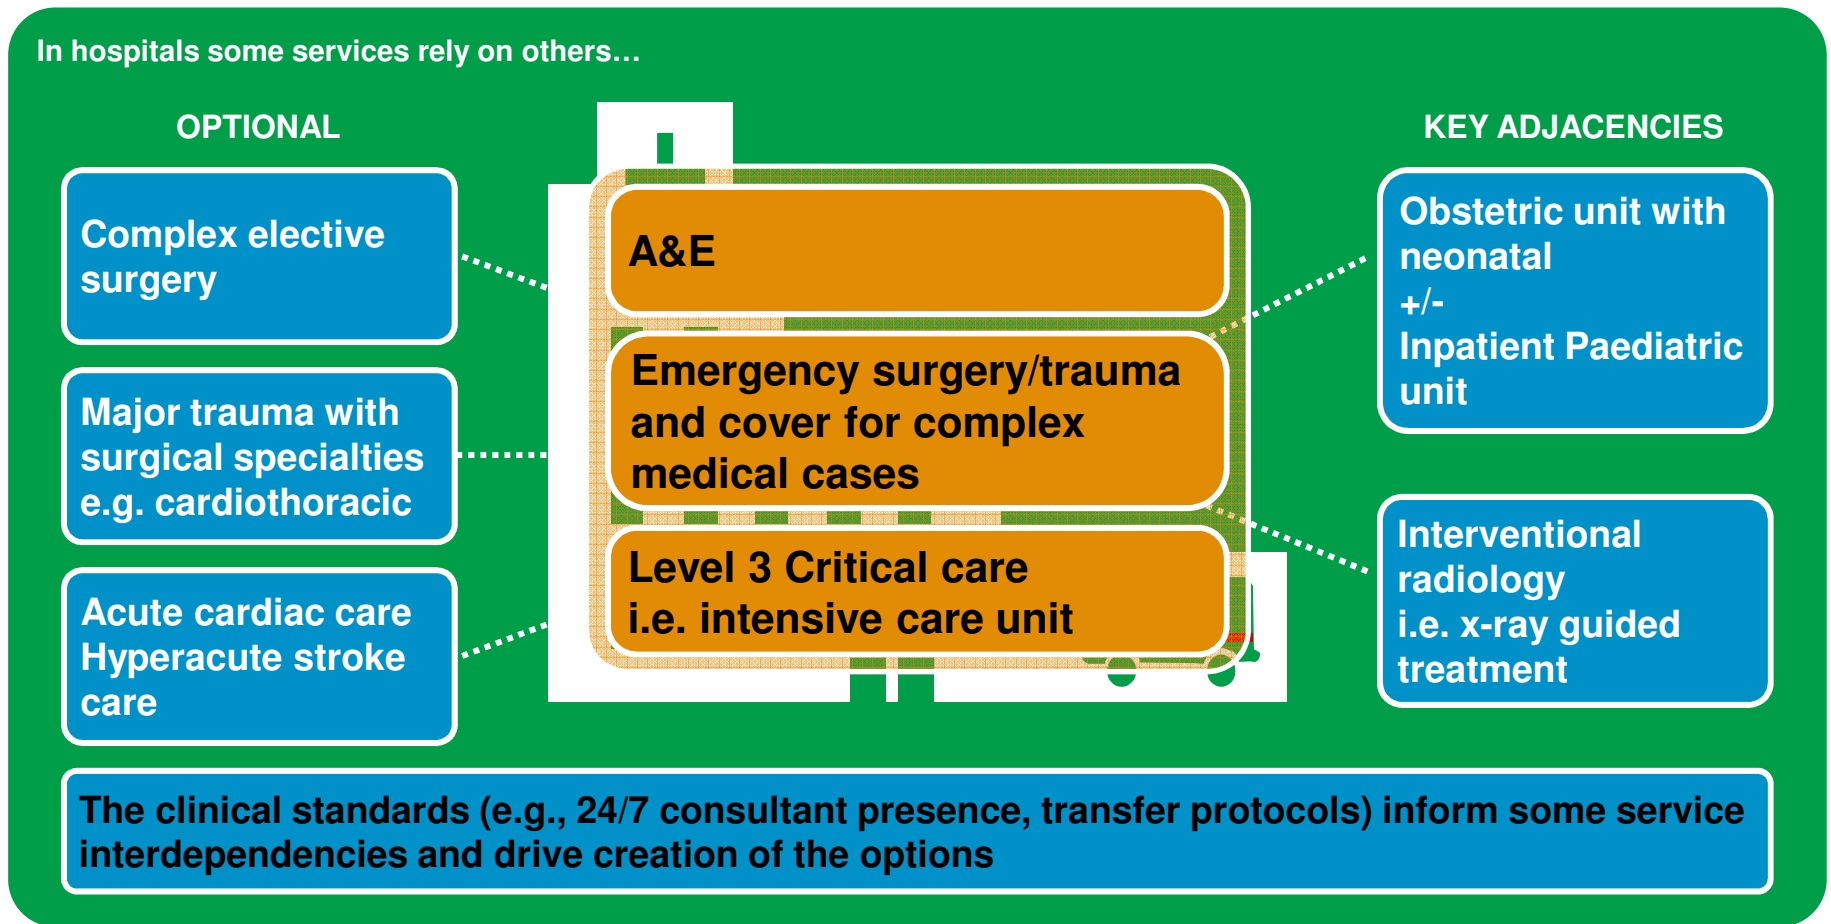 In hospitals some services rely on others…
OPTIONAL
Complex elective
surgery
Major trauma with
surgical specialties
e.g. cardiothoracic
Acute cardiac care
Hyperacute stroke
care
A&E
Emergency surgery/trauma
and cover for complex
medical cases
Level 3 Critical care
i.e. intensive care unit
KEY ADJACENCIES
Obstetric unit with
neonatal
+/-
Inpatient Paediatric
unit
Interventional
radiology
i.e. x-ray guided
treatment
The clinical standards (e.g., 24/7 consultant presence, transfer protocols) inform some service
interdependencies and drive creation of the options